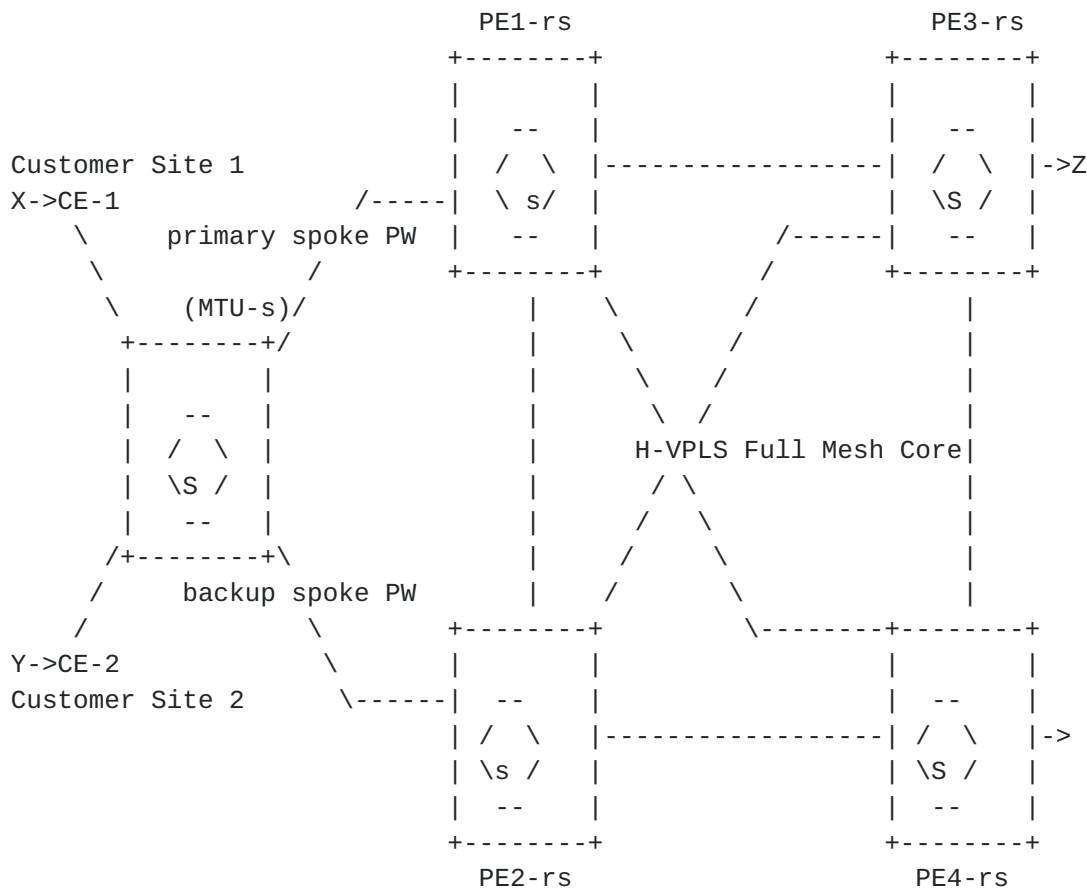 PE1-rs PE3-rs
Customer Site 1 ->Z
X->CE-1 s S
primary spoke PW
(MTU-s)
H-VPLS Full Mesh Core
S
backup spoke PW
Y->CE-2
Customer Site 2
->
s S
PE2-rs PE4-rs